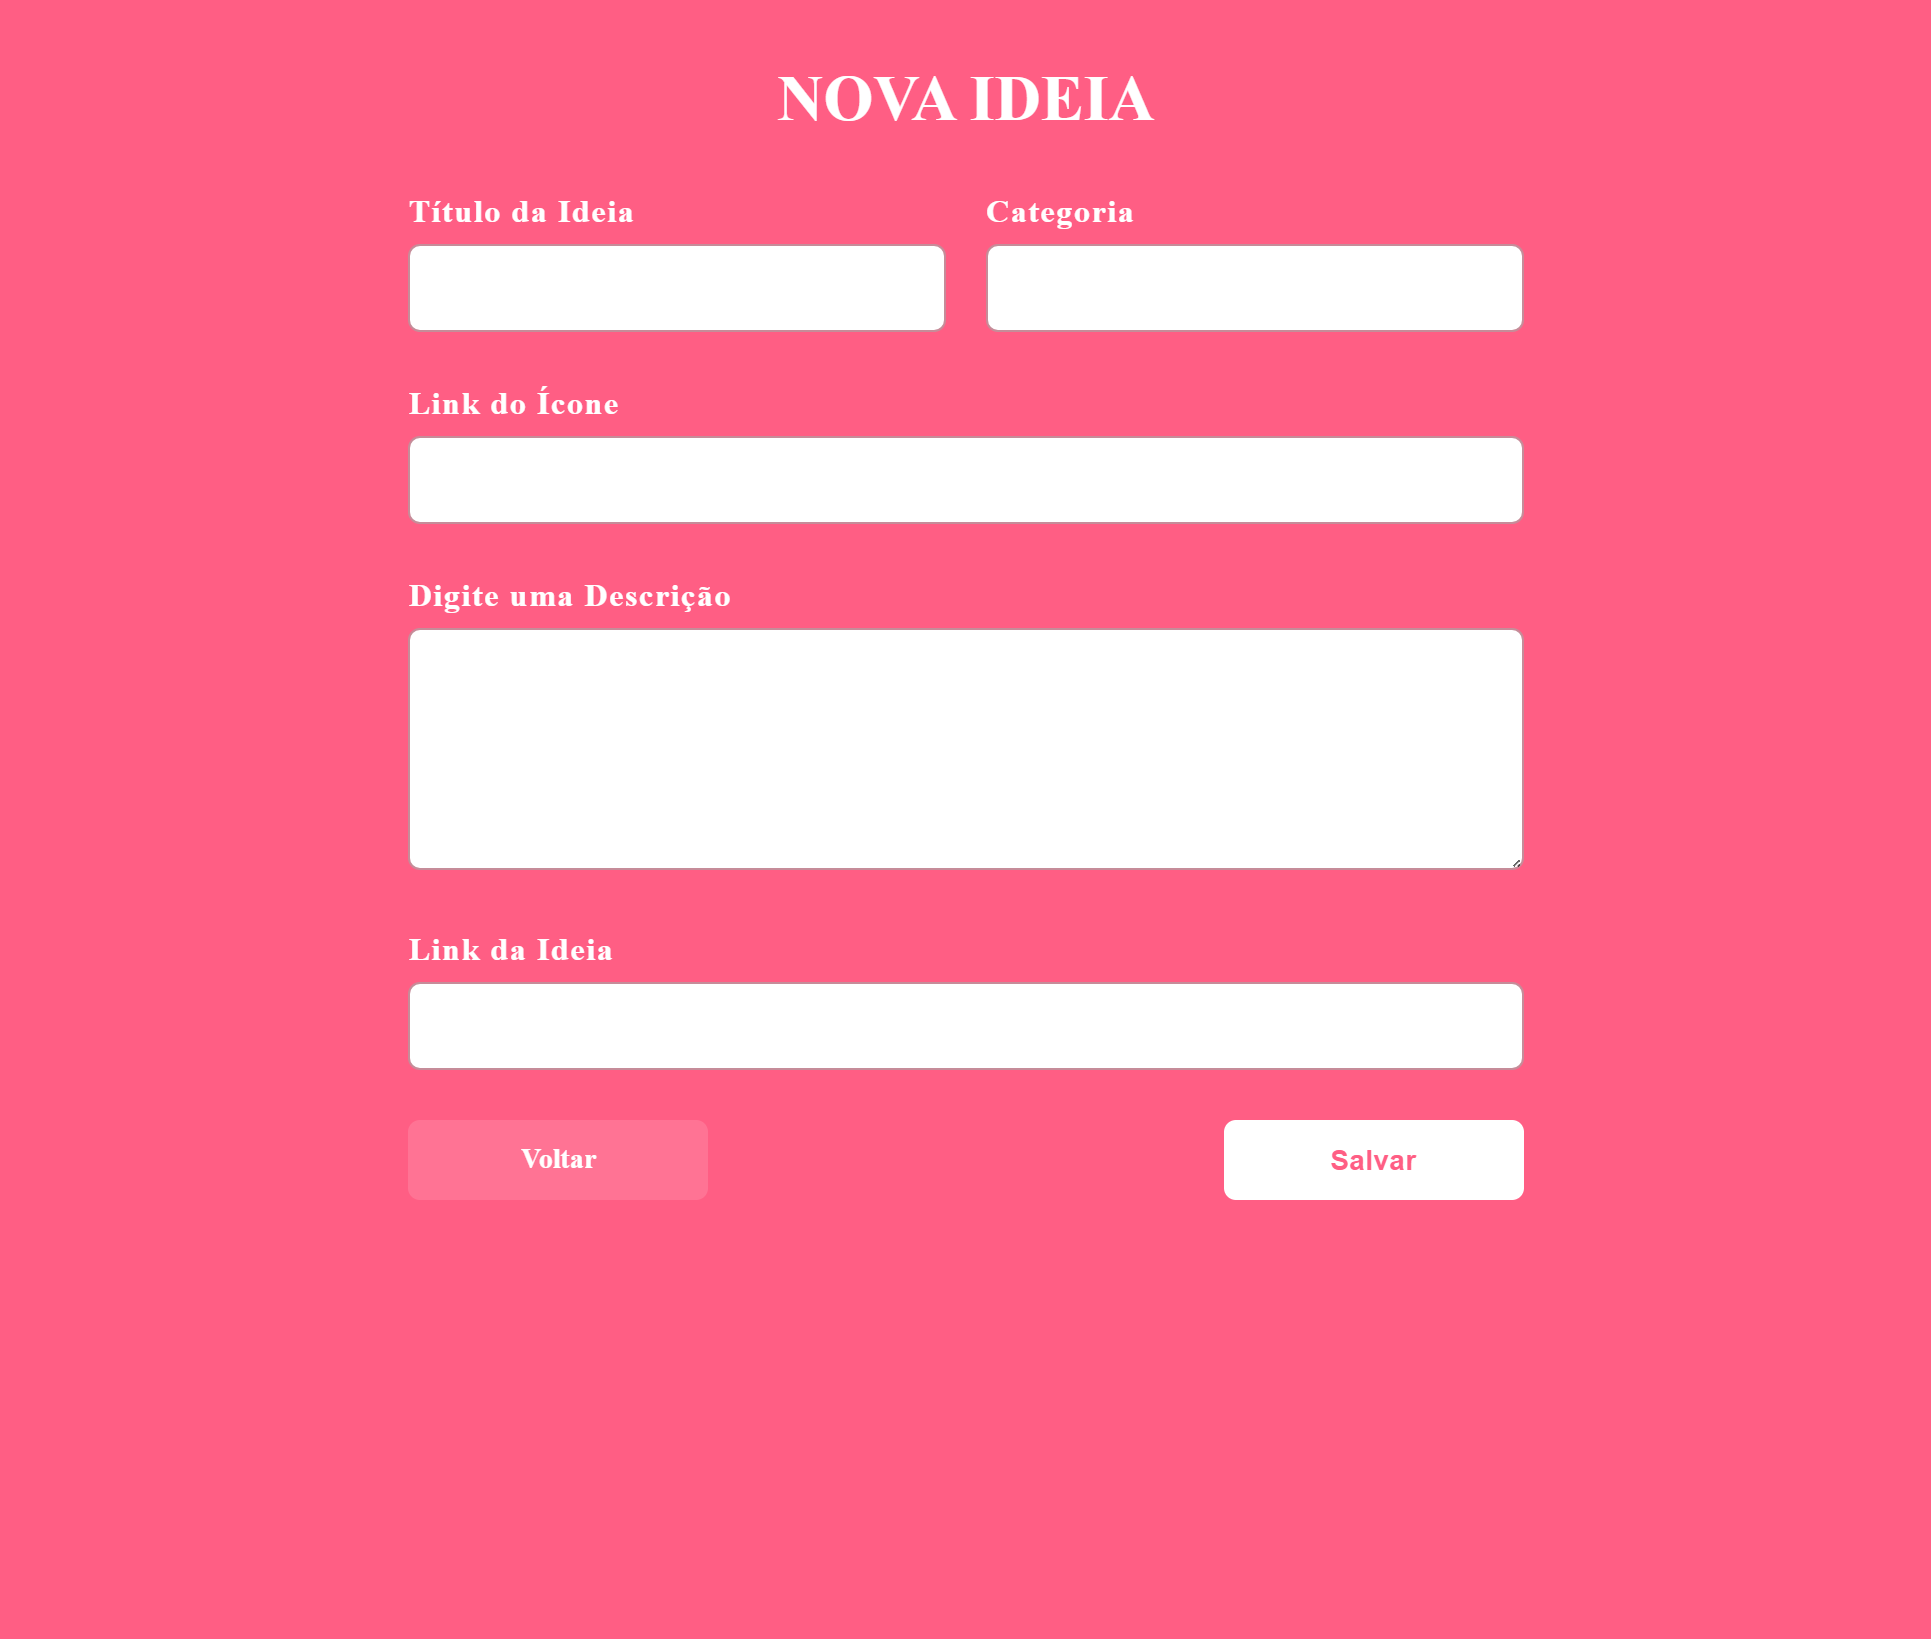 NOVA IDEIA
Título da Ideia
Categoria
Link do Ícone
Digite uma Descrição
Link da Ideia
Voltar
Salvar